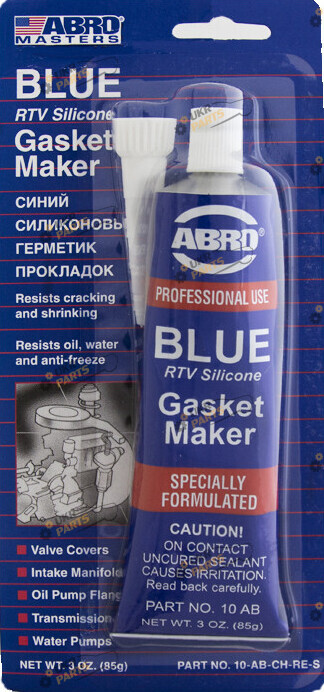 ABRO
MASTERS
BLUE
RTV Silicone
Gasket
Maker
СИНИЙ
СИЛИКОНОВЫ
ГЕРМЕТИК
ПРОКЛАДОК
Resists cracking
and shrinking
Resists oil, water
and anti-freeze
Valve Covers
Intake Manifold
Oil Pump Flang
Transmission
Water Pumps
NET WT. 3 OZ. (85g)
PART NO. 10-AB-CH-RE-S
ABRO®
PROFESSIONAL USE
BLUE
RTV Silicone
Gasket
Maker
SPECIALLY
FORMULATED
CAUTION!
ON CONTACT
UNCURED SEALANT
CAUSES IRRITATION.
Read back carefully.
PART NO. 10 AB
NET WT. 3 OZ. (85g)
UKR
PARTS